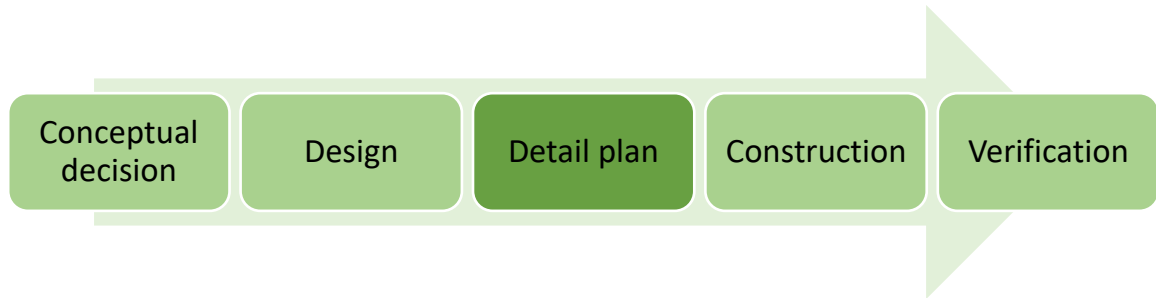 Conceptual
decision
Design
Detail plan
Construction
Verification